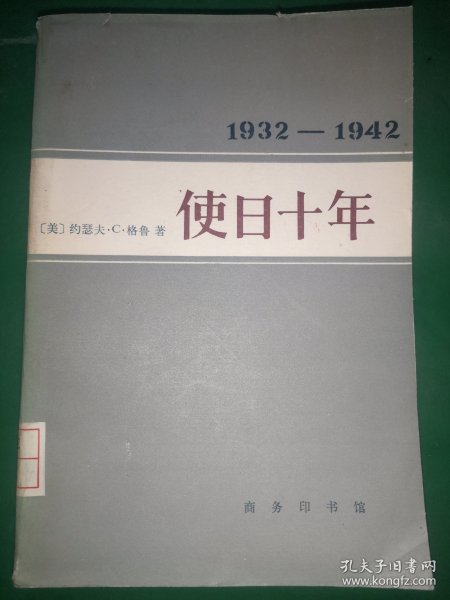 1932—1942
使日十年
〔美〕约瑟夫·C·格鲁 著
商务印书馆
孔夫子旧书网
www.kongfz.com